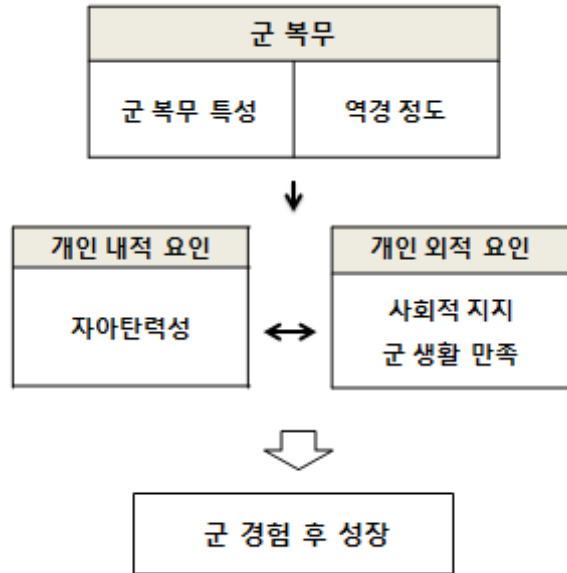 군 복무
군 복무 특성
역경 정도
개인 내적 요인
자아탄력성
개인 외적 요인
사회적 지지
군 생활 만족
군 경험 후 성장